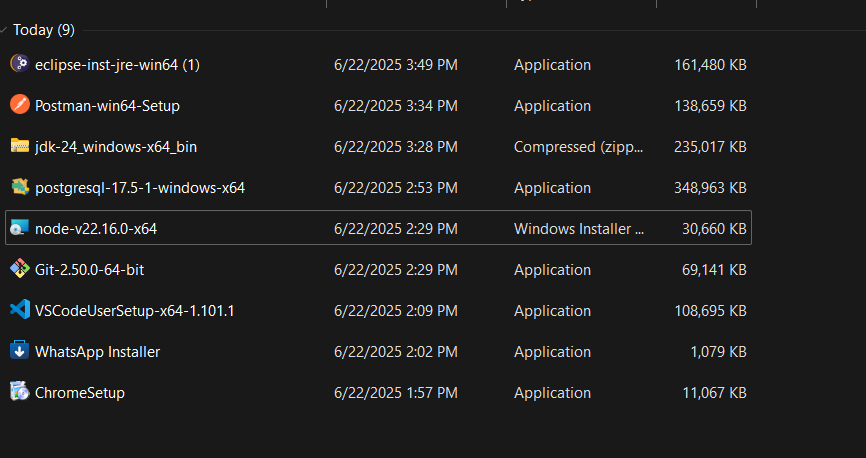 Today (9)
eclipse-inst-jre-win64 (1) 6/22/2025 3:49 PM Application 161,480 KB
Postman-win64-Setup 6/22/2025 3:34 PM Application 138,659 KB
jdk-24_windows-x64_bin 6/22/2025 3:28 PM Compressed (zipp... 235,017 KB
postgresql-17.5-1-windows-x64 6/22/2025 2:53 PM Application 348,963 KB
node-v22.16.0-x64 6/22/2025 2:29 PM Windows Installer ... 30,660 KB
Git-2.50.0-64-bit 6/22/2025 2:29 PM Application 69,141 KB
VSCodeUserSetup-x64-1.101.1 6/22/2025 2:09 PM Application 108,695 KB
WhatsApp Installer 6/22/2025 2:02 PM Application 1,079 KB
ChromeSetup 6/22/2025 1:57 PM Application 11,067 KB